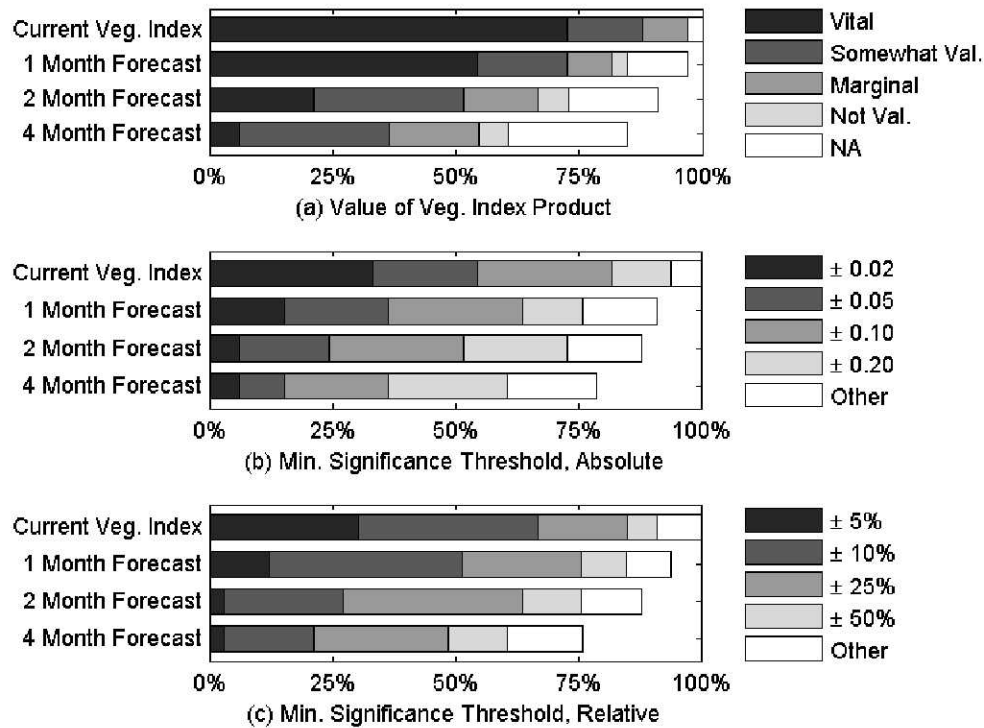 Current Veg. Index
1 Month Forecast
2 Month Forecast
4 Month Forecast
0% 25% 50% 75% 100%
(a) Value of Veg. Index Product
Vital
Somewhat Val.
Marginal
Not Val.
NA
Current Veg. Index
1 Month Forecast
2 Month Forecast
4 Month Forecast
0% 25% 50% 75% 100%
(b) Min. Significance Threshold, Absolute
± 0.02
± 0.05
± 0.10
± 0.20
Other
Current Veg. Index
1 Month Forecast
2 Month Forecast
4 Month Forecast
0% 25% 50% 75% 100%
(c) Min. Significance Threshold, Relative
± 5%
± 10%
± 25%
± 50%
Other